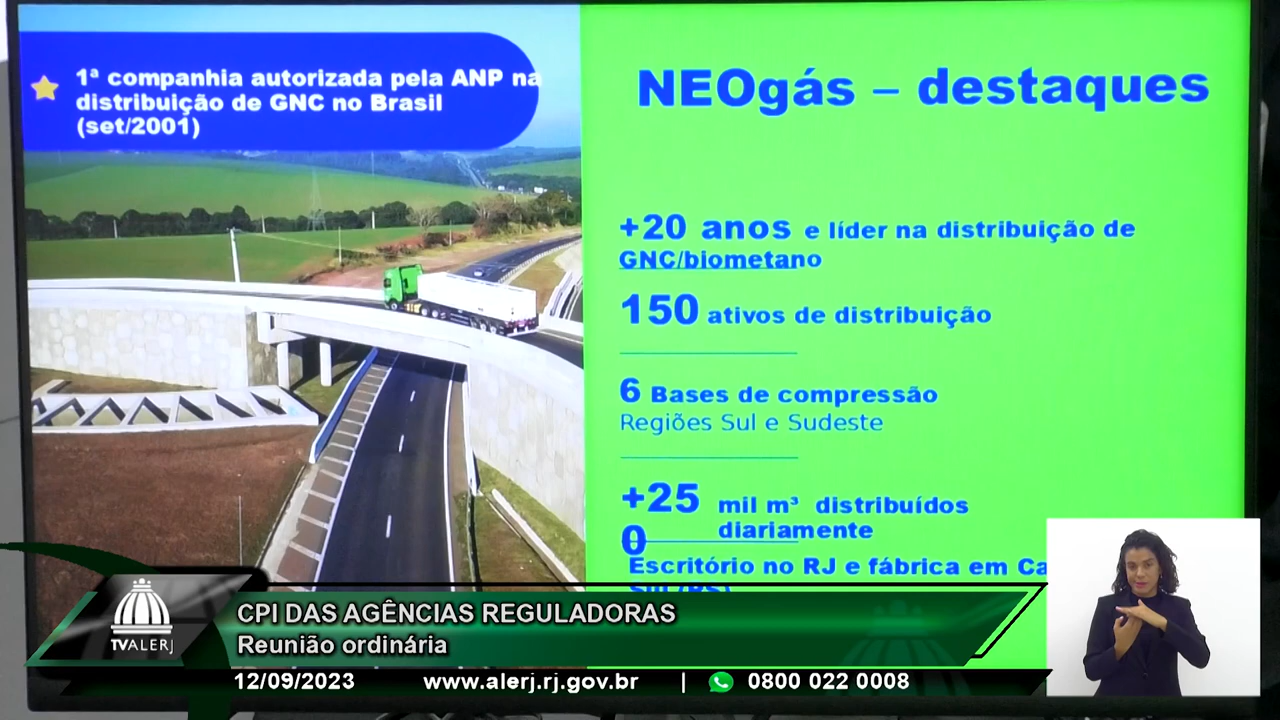 1ª companhia autorizada pela ANP na
distribuição de GNC no Brasil
(set/2001)
NEOgás – destaques
+20 anos e líder na distribuição de
GNC/biometano
150 ativos de distribuição
6 Bases de compressão
Regiões Sul e Sudeste
+25
0
mil m³ distribuídos
diariamente
Escritório no RJ e fábrica em
CPI DAS AGÊNCIAS REGULADORAS
Reunião ordinária
TVALERJ
12/09/2023 www.alerj.rj.gov.br | 0800 022 0008